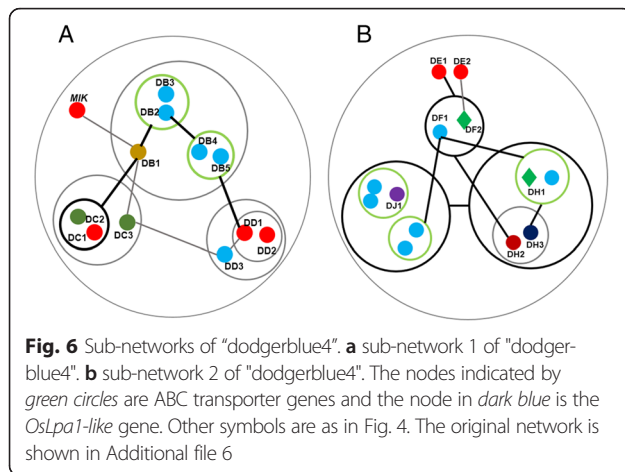 A
B
DE1 DE2
DB3
MIK
DB2
DF1
DF2
DB4
DB1
DB5
DH1
DC2
DJ1
DD1
DC1
DC3
DD2
DH3
DD3
DH2
Fig. 6 Sub-networks of “dodgerblue4”. a sub-network 1 of "dodger-
blue4". b sub-network 2 of "dodgerblue4". The nodes indicated by
green circles are ABC transporter genes and the node in dark blue is the
OsLpa1-like gene. Other symbols are as in Fig. 4. The original network is
shown in Additional file 6